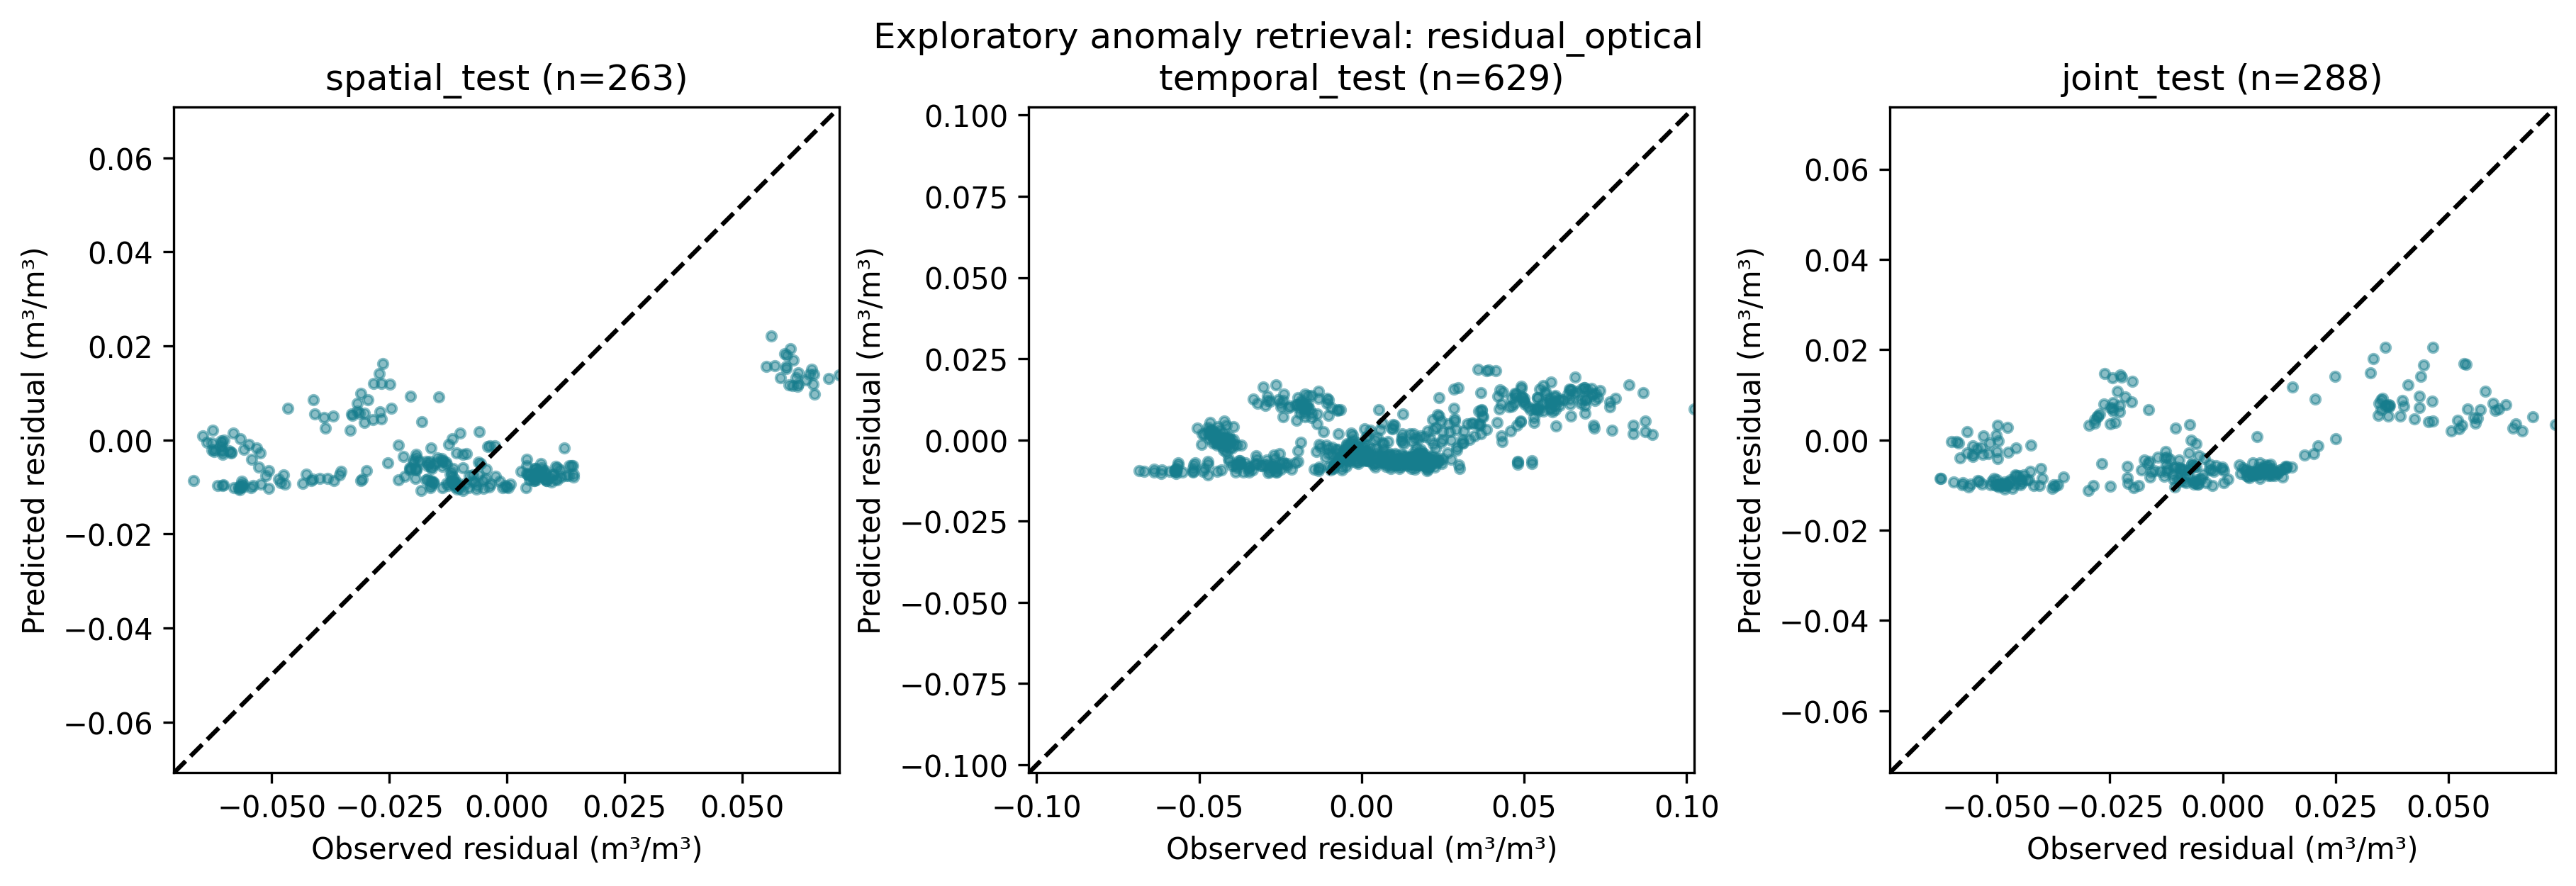 Exploratory anomaly retrieval: residual_optical
spatial_test (n=263)
temporal_test (n=629)
joint_test (n=288)
Predicted residual (m³/m³)
0.06
0.04
0.02
0.00
−0.02
−0.04
−0.06
−0.050 −0.025 0.000 0.025 0.050
Observed residual (m³/m³)
Predicted residual (m³/m³)
0.100
0.075
0.050
0.025
0.000
−0.025
−0.050
−0.075
−0.100
−0.10 −0.05 0.00 0.05 0.10
Observed residual (m³/m³)
Predicted residual (m³/m³)
0.06
0.04
0.02
0.00
−0.02
−0.04
−0.06
−0.050 −0.025 0.000 0.025 0.050
Observed residual (m³/m³)